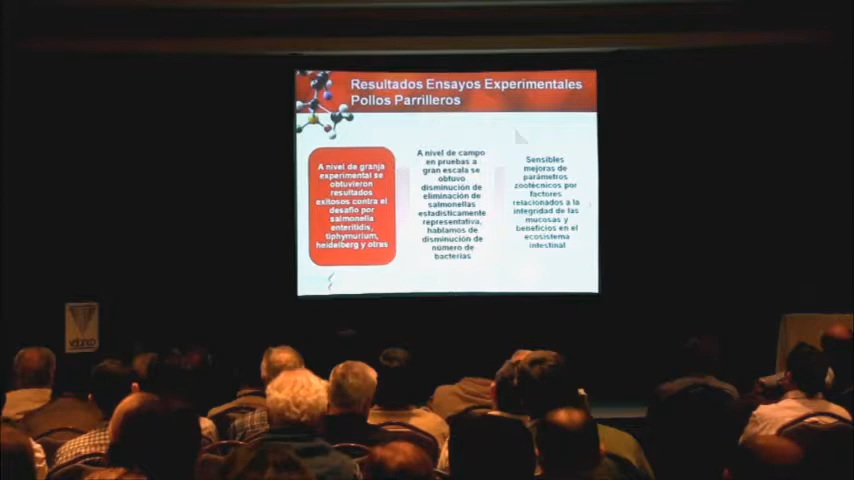 Resultados Ensayos Experimentales
Pollos Parrilleros
A nivel de granja
experimental se
obtuvieron
resultados
exitosos contra el
desafio por
salmonella
enteritidis,
tiphymurium,
heidelberg y otras
A nivel de campo
en pruebas a
gran escala se
obtuvo
disminución de
eliminación de
salmonellas
estadísticamente
representativa,
hablamos de
disminución de
número de
bacterias
Sensibles
mejoras de
parámetros
zootécnicos por
factores
relacionados a la
integridad de las
mucosas y
beneficios en el
ecosistema
intestinal